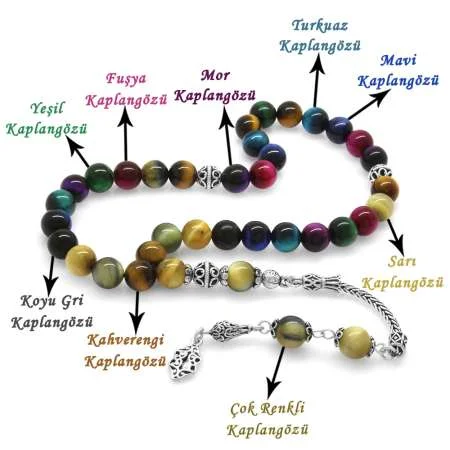 Turkuaz
Kaplangözü
Mavi
Kaplangözü
Mor
Kaplangözü
Fuşya
Kaplangözü
Yeşil
Kaplangözü
Sarı
Kaplangözü
Koyu Gri
Kaplangözü
Kahverengi
Kaplangözü
Çok Renkli
Kaplangözü